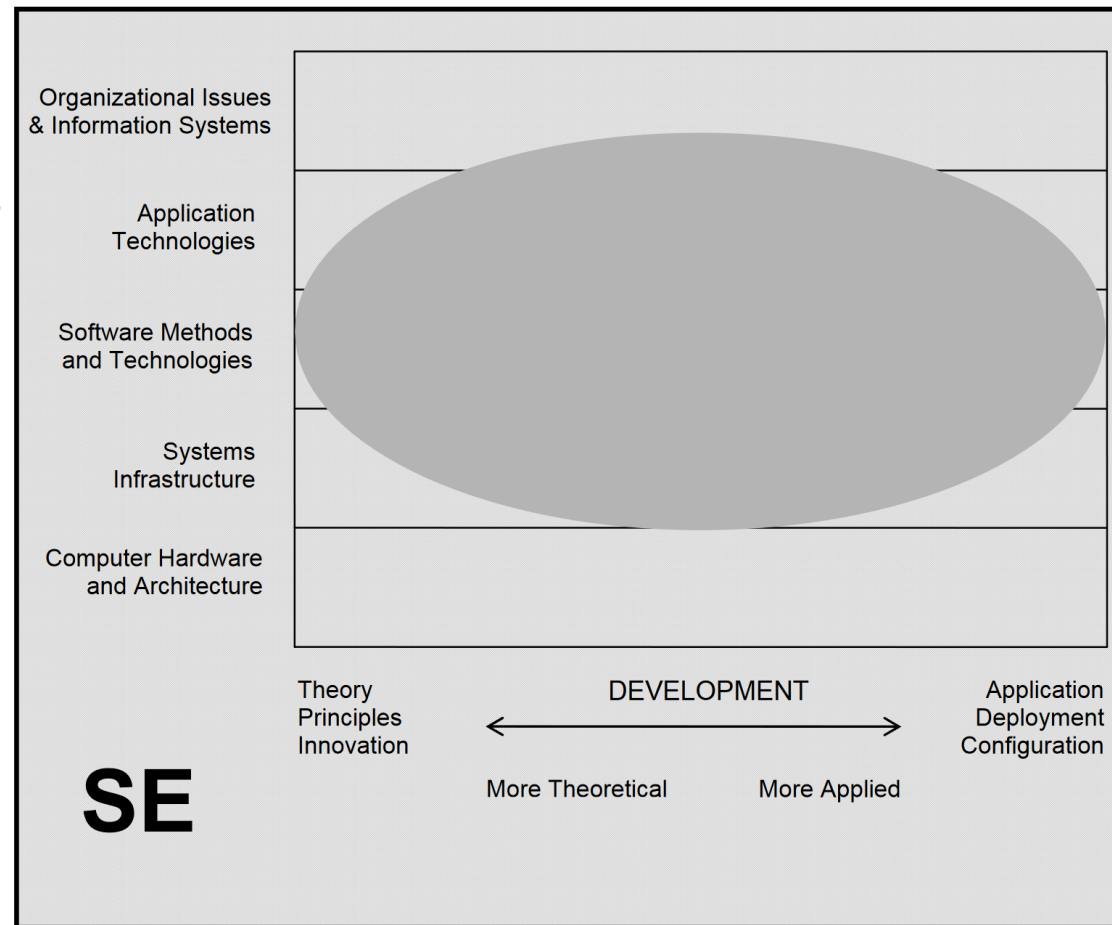 Organizational Issues
& Information Systems
Application
Technologies
Software Methods
and Technologies
Systems
Infrastructure
Computer Hardware
and Architecture
Theory
Principles
Innovation
DEVELOPMENT
Application
Deployment
Configuration
More Theoretical
More Applied
SE